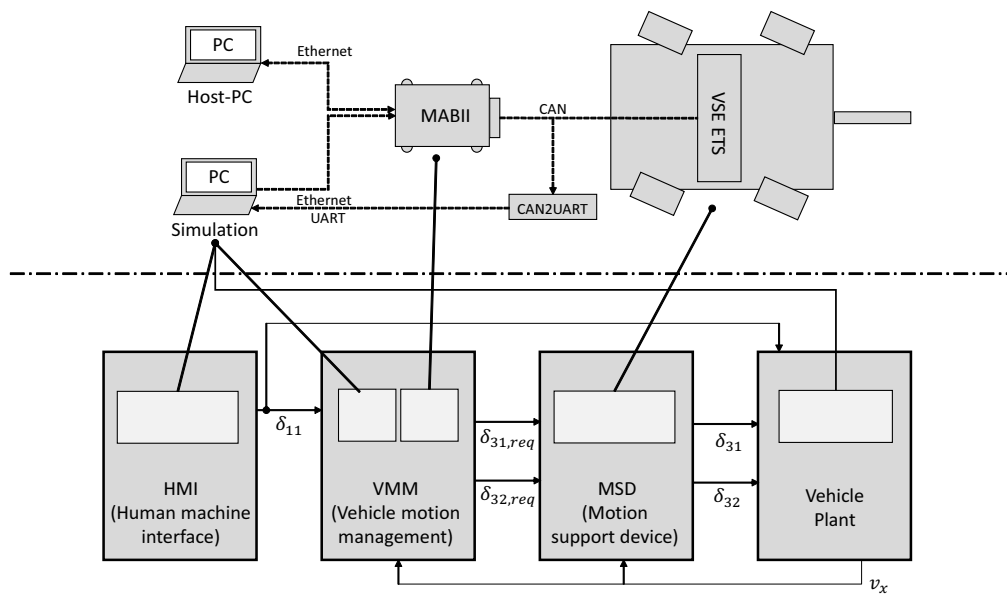 PC
Ethernet
Host-PC
MABII
CAN
VSE ETS
PC
Ethernet
UART
CAN2UART
Simulation
δ₁₁
δ₃₁,req
δ₃₂,req
δ₃₁
δ₃₂
HMI
(Human machine
interface)
VMM
(Vehicle motion
management)
MSD
(Motion
support device)
Vehicle
Plant
vₓ